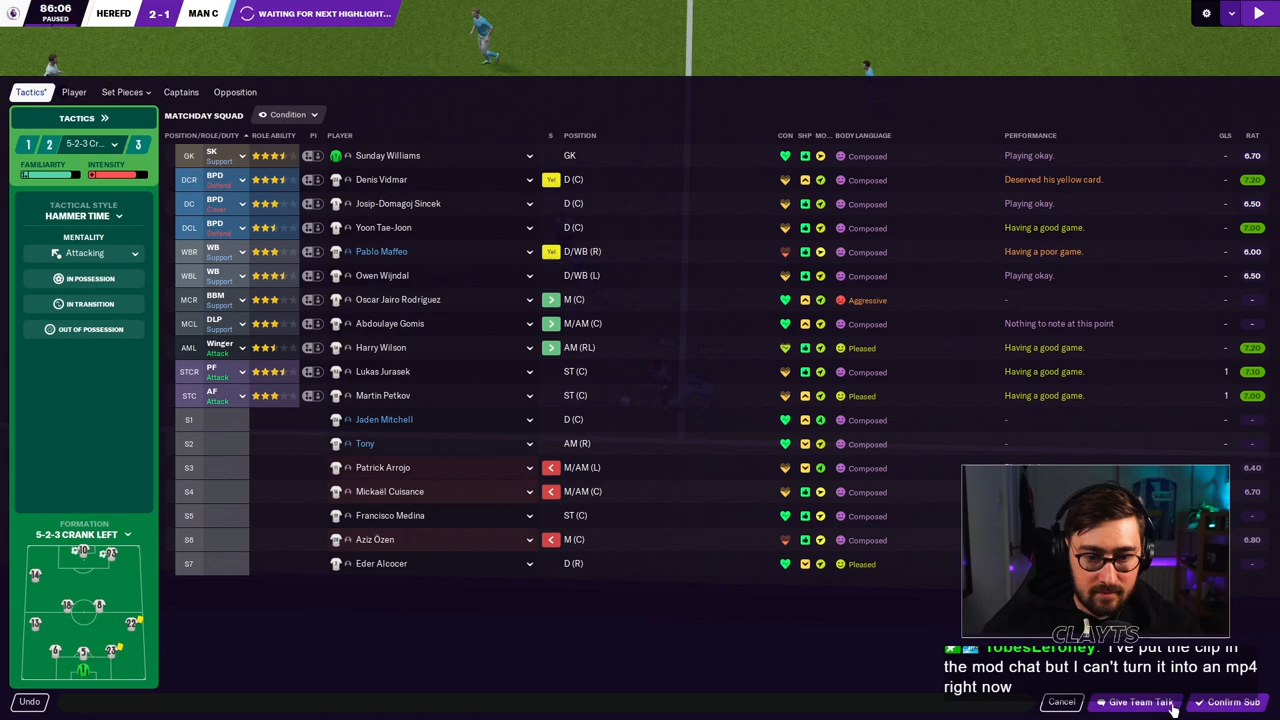 86:06
PAUSED
HEREFD
2 - 1
MAN C
WAITING FOR NEXT HIGHLIGHT...
Tactics*
Player
Set Pieces
Captains
Opposition
TACTICS
1
2
5-2-3 Cr...
3
FAMILIARITY
INTENSITY
TACTICAL STYLE
HAMMER TIME
MENTALITY
Attacking
IN POSSESSION
IN TRANSITION
OUT OF POSSESSION
FORMATION
5-2-3 CRANK LEFT
MATCHDAY SQUAD
Condition
POSITION/ROLE/DUTY ROLE ABILITY PI PLAYER S POSITION CON SHP MO... BODY LANGUAGE PERFORMANCE GLS RAT
GK SK Support Sunday Williams GK Composed Playing okay. - 6.70
DCR BPD Defend Denis Vidmar Yel D (C) Composed Deserved his yellow card. - 7.20
DC BPD Cover Josip-Domagoj Sincek D (C) Composed Playing okay. - 6.50
DCL BPD Defend Yoon Tae-Joon D (C) Composed Having a good game. - 7.00
WBR WB Support Pablo Maffeo Yel D/WB (R) Composed Having a poor game. - 6.00
WBL WB Support Owen Wijndal D/WB (L) Composed Playing okay. - 6.50
MCR BBM Support Oscar Jairo Rodríguez M (C) Aggressive - - -
MCL DLP Support Abdoulaye Gomis M/AM (C) Composed Nothing to note at this point - -
AML Winger Attack Harry Wilson AM (RL) Pleased Having a good game. - 7.20
STCR PF Attack Lukas Jurasek ST (C) Composed Having a good game. 1 7.10
STC AF Attack Martin Petkov ST (C) Pleased Having a good game. 1 7.00
S1 Jaden Mitchell D (C) Composed - - -
S2 Tony AM (R) Composed - - -
S3 Patrick Arrojo M/AM (L) Composed 6.40
S4 Mickaël Cuisance M/AM (C) Composed 6.70
S5 Francisco Medina ST (C) Composed -
S6 Aziz Özen M (C) Composed 6.80
S7 Eder Alcocer D (R) Pleased -
CLAYTS
TobesLeRoney: I've put the clip in
the mod chat but I can't turn it into an mp4
right now
Undo
Cancel
Give Team Talk
Confirm Sub